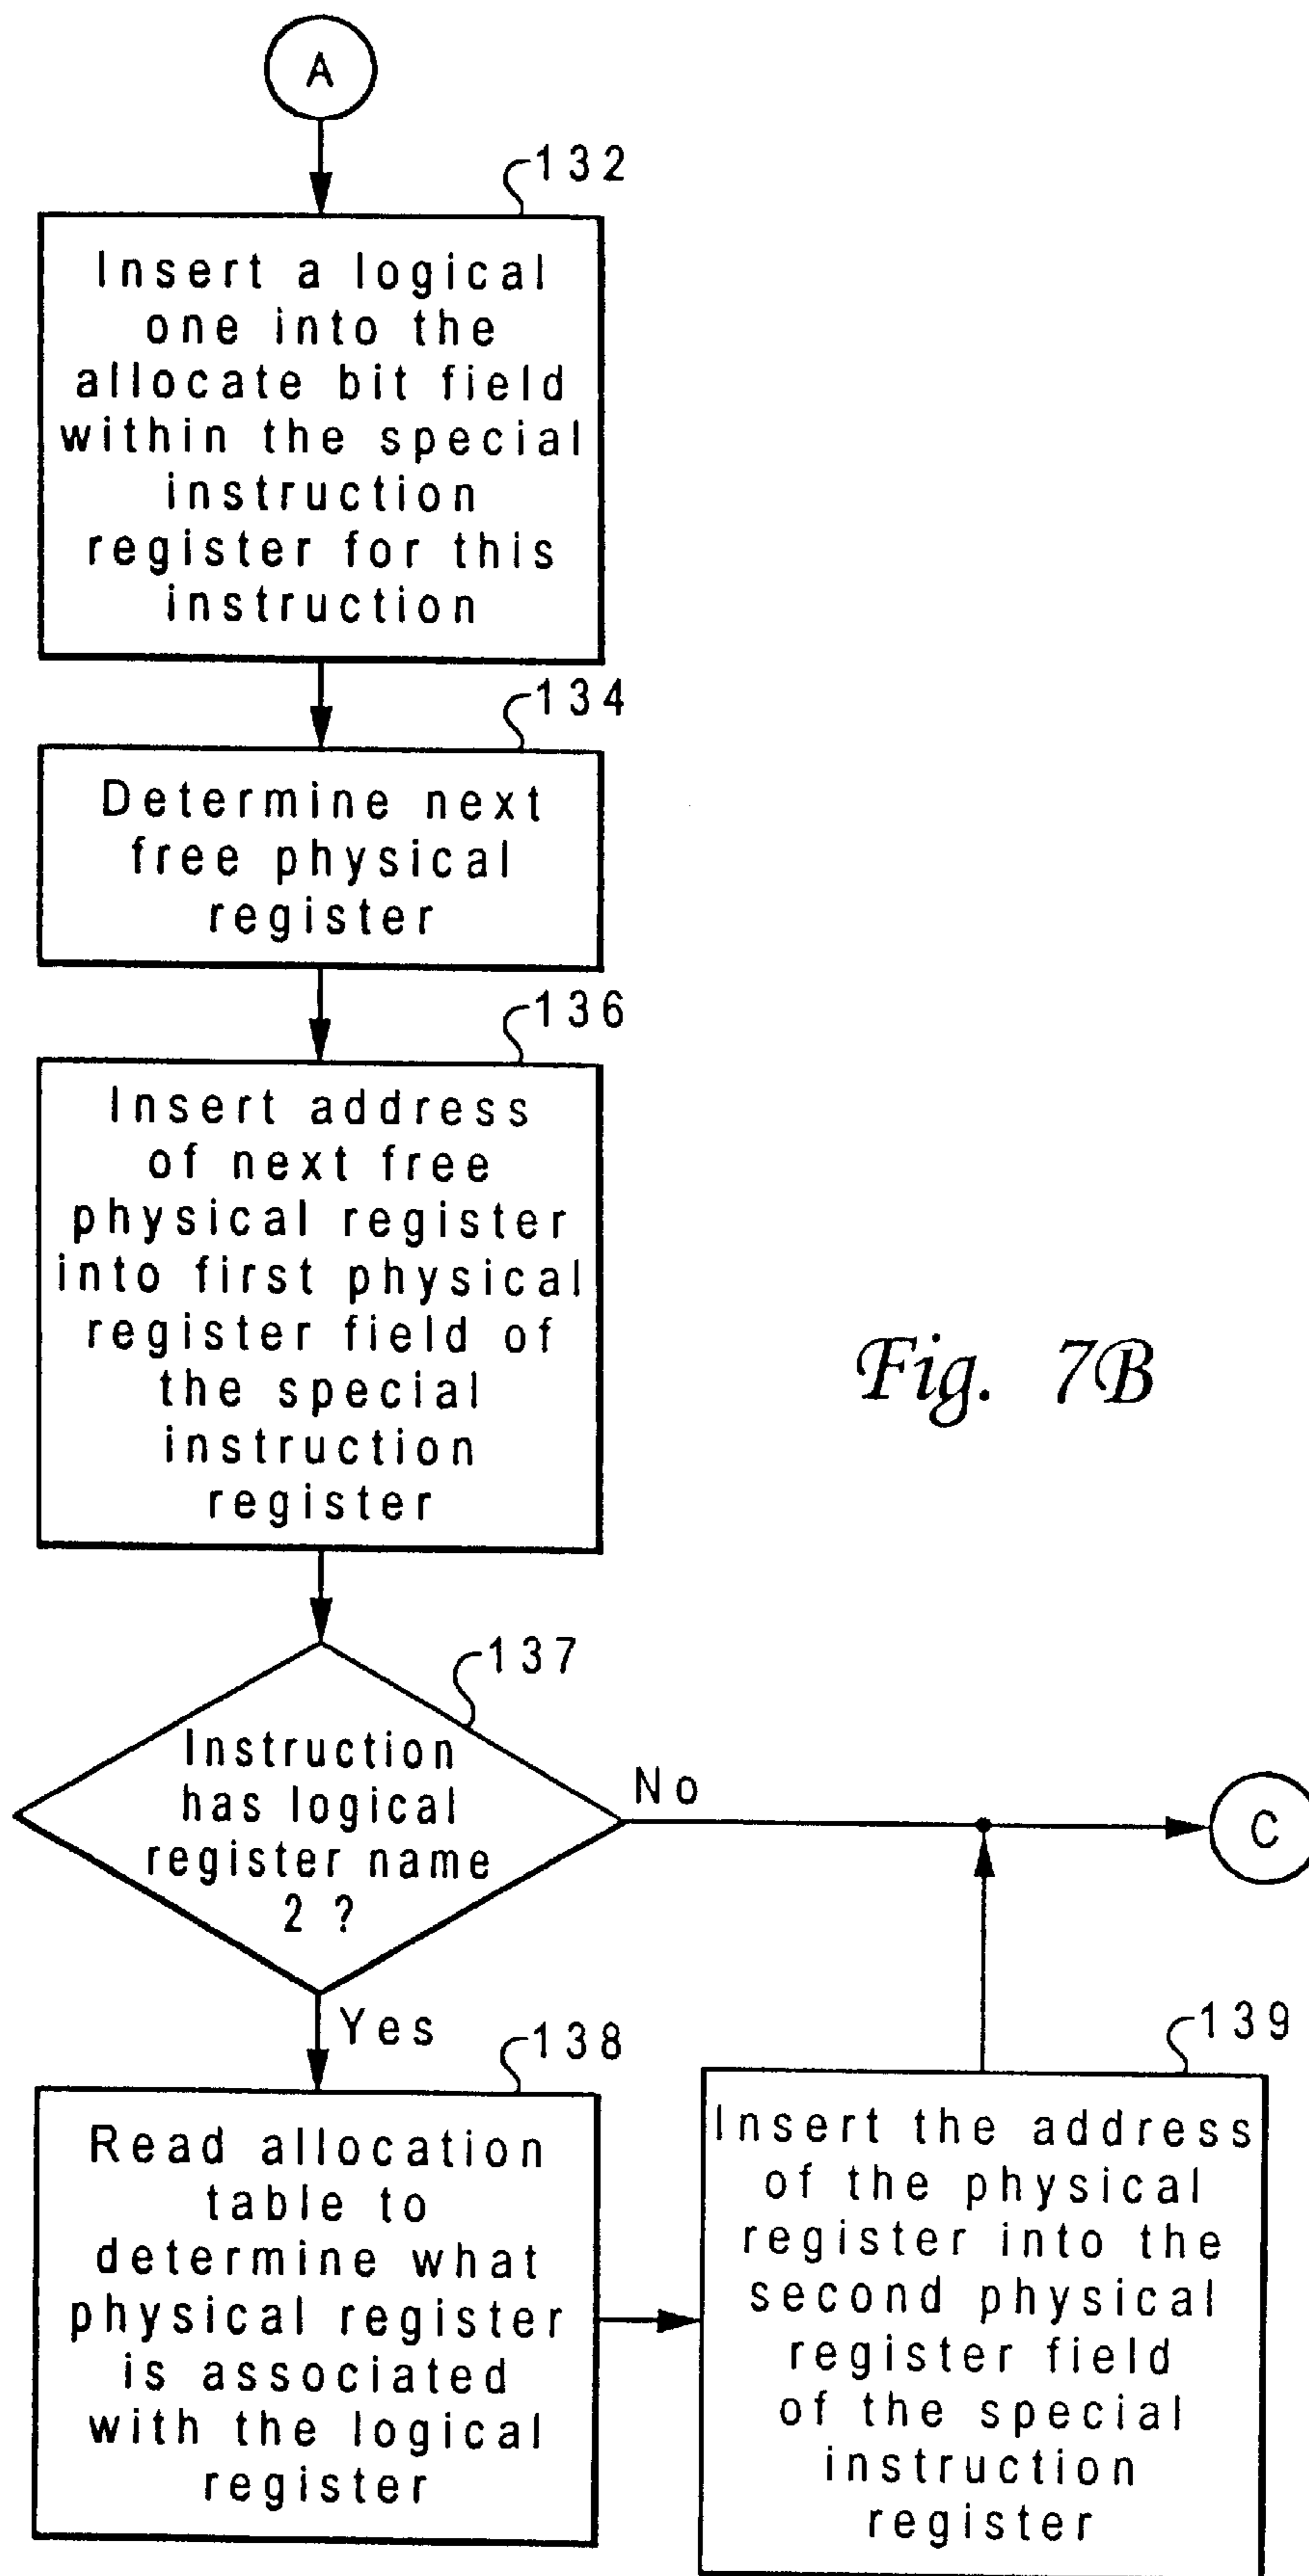 A
132
Insert a logical
one into the
allocate bit field
within the special
instruction
register for this
instruction
134
Determine next
free physical
register
136
Insert address
of next free
physical register
into first physical
register field of
the special
instruction
register
Fig. 7B
137
Instruction
has logical
register name
2 ?
No
C
Yes
138
Read allocation
table to
determine what
physical register
is associated
with the logical
register
139
Insert the address
of the physical
register into the
second physical
register field
of the special
instruction
register